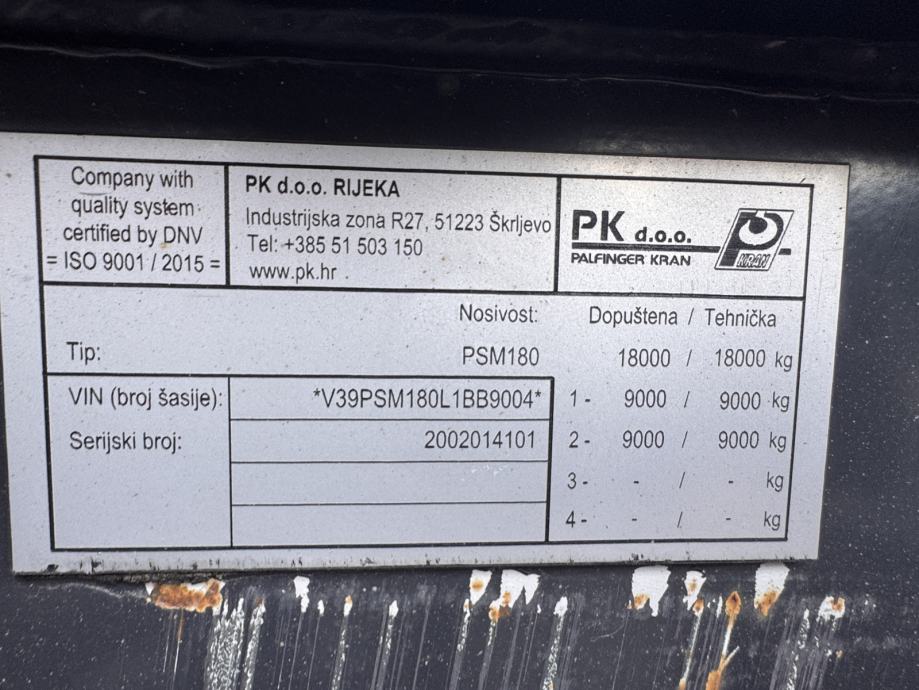 Company with
quality system
certified by DNV
= ISO 9001 / 2015 =
PK d.o.o. RIJEKA
Industrijska zona R27, 51223 Škrljevo
Tel: +385 51 503 150
www.pk.hr
PK d.o.o.
PALFINGER KRAN
P
KRAN
Nosivost: Dopuštena / Tehnička
Tip: PSM180 18000 / 18000 kg
VIN (broj šasije): *V39PSM180L1BB9004* 1- 9000 / 9000 kg
Serijski broj: 2002014101 2- 9000 / 9000 kg
3- - / - kg
4- - / - kg